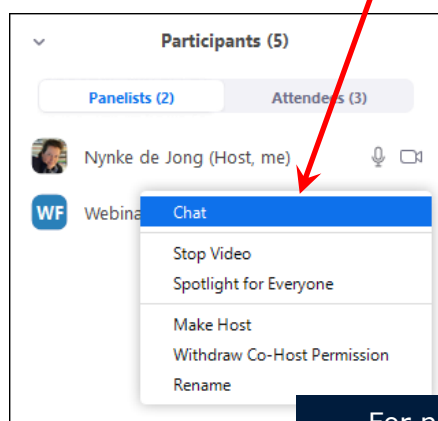 Participants (5)
Panelists (2) Attendees (3)
Nynke de Jong (Host, me)
WF Webina
Chat
Stop Video
Spotlight for Everyone
Make Host
Withdraw Co-Host Permission
Rename